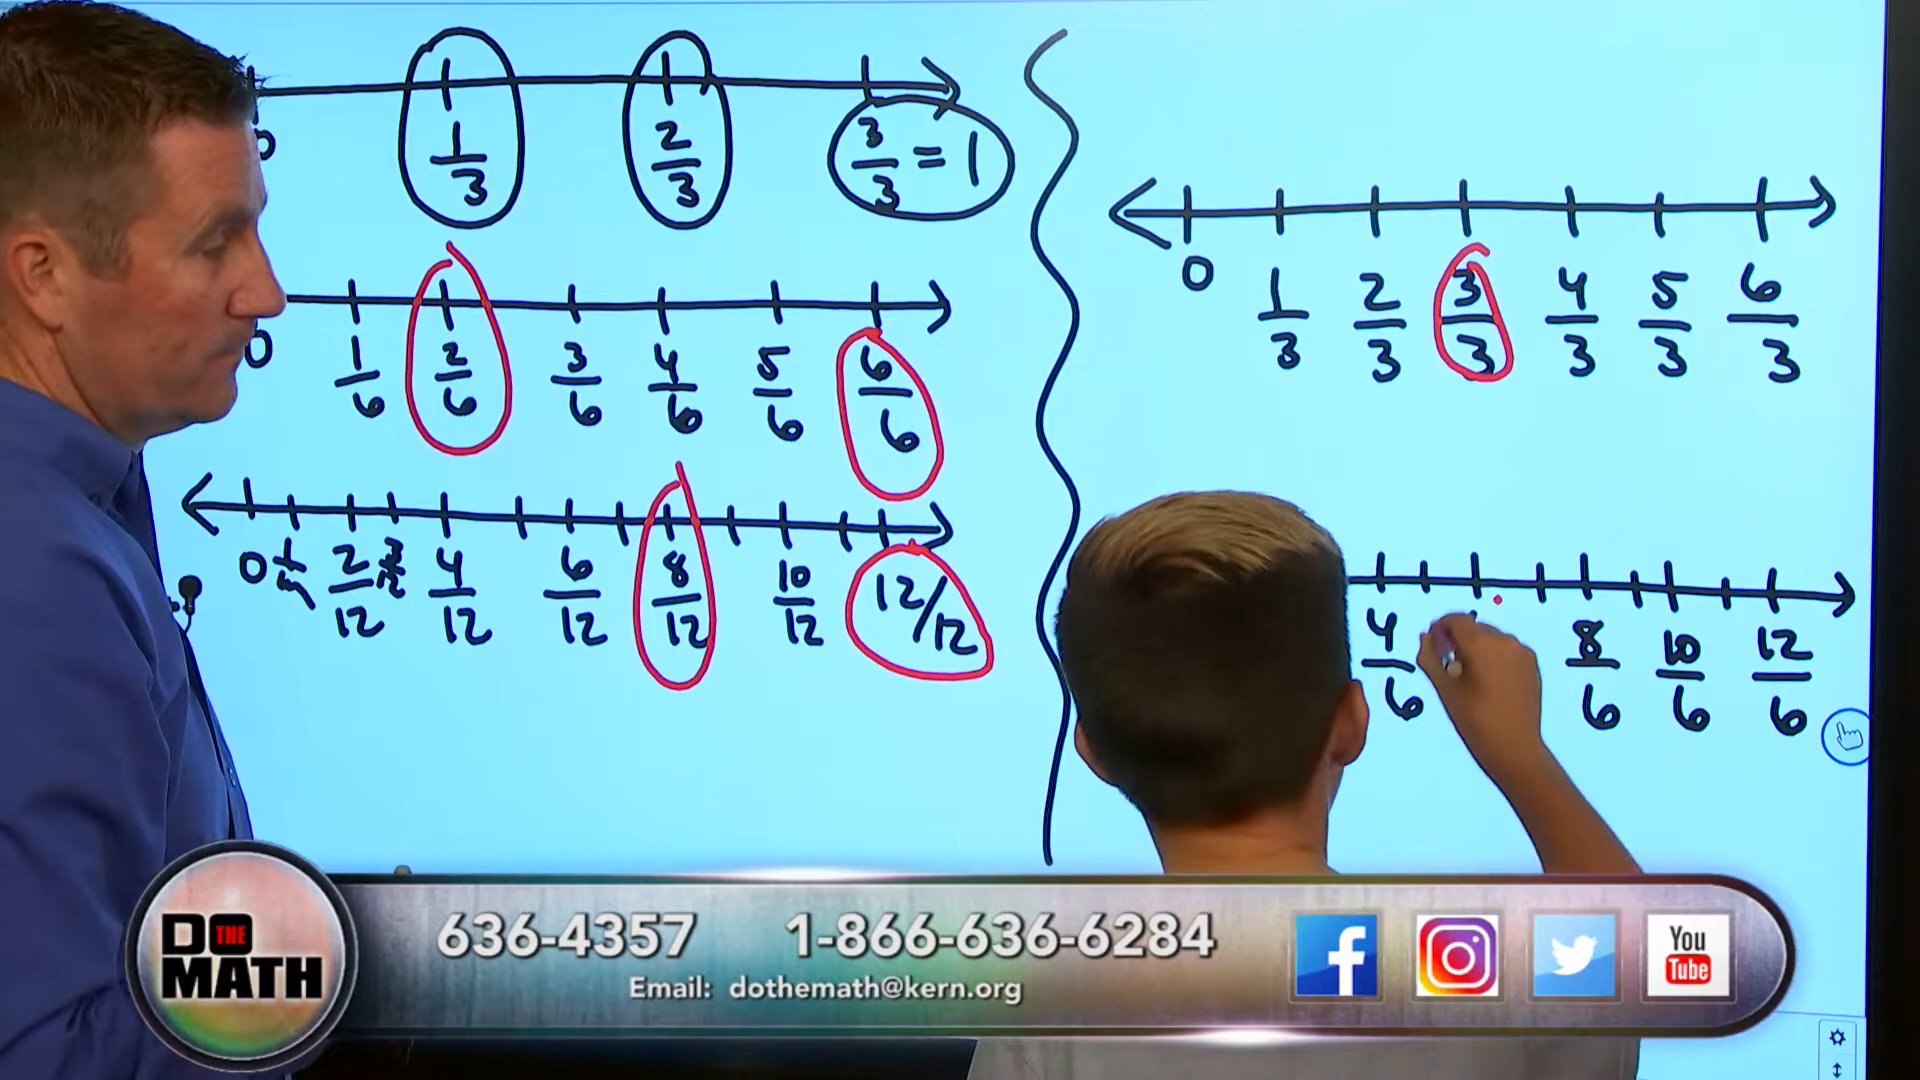 0 1/3 2/3 3/3 = 1
0 1/6 2/6 3/6 4/6 5/6 6/6
0 2/12 4/12 6/12 8/12 10/12 12/12
0 1/3 2/3 3/3 4/3 5/3 6/3
4/6 8/6 10/6 12/6
DO THE MATH
636-4357 1-866-636-6284
Email: dothemath@kern.org
You Tube